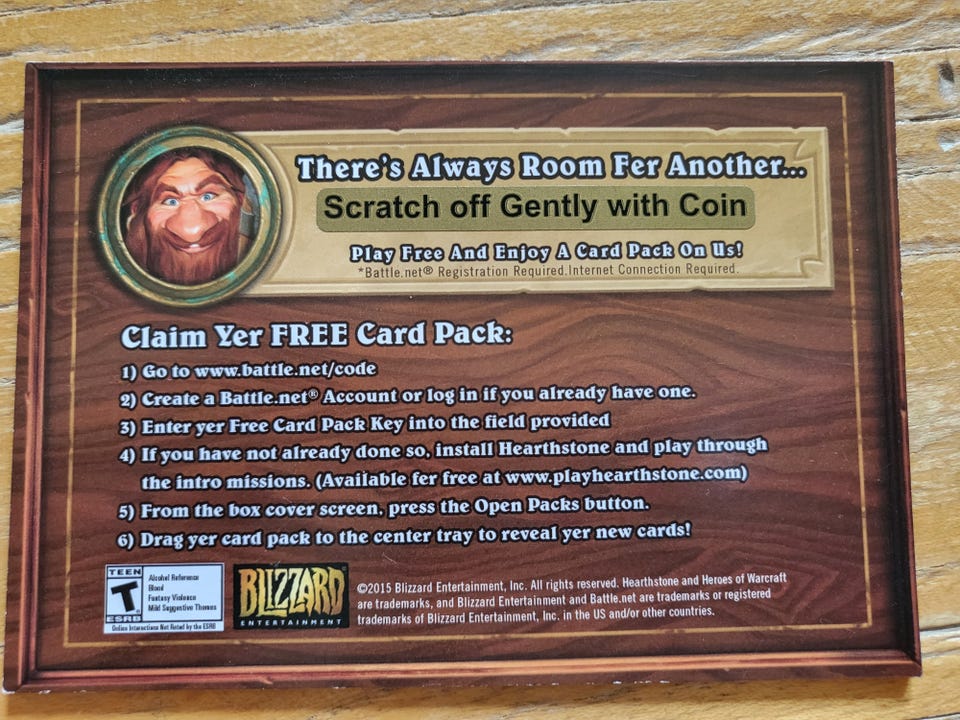 There's Always Room Fer Another...
Scratch off Gently with Coin
Play Free And Enjoy A Card Pack On Us!
*Battle.net® Registration Required.Internet Connection Required.
Claim Yer FREE Card Pack:
1) Go to www.battle.net/code
2) Create a Battle.net® Account or log in if you already have one.
3) Enter yer Free Card Pack Key into the field provided
4) If you have not already done so, install Hearthstone and play through
the intro missions. (Available fer free at www.playhearthstone.com)
5) From the box cover screen, press the Open Packs button.
6) Drag yer card pack to the center tray to reveal yer new cards!
TEEN
T
ESRB
Alcohol Reference
Blood
Fantasy Violence
Mild Suggestive Themes
Online Interactions Not Rated by the ESRB
BLIZZARD
ENTERTAINMENT
©2015 Blizzard Entertainment, Inc. All rights reserved. Hearthstone and Heroes of Warcraft
are trademarks, and Blizzard Entertainment and Battle.net are trademarks or registered
trademarks of Blizzard Entertainment, Inc. in the US and/or other countries.